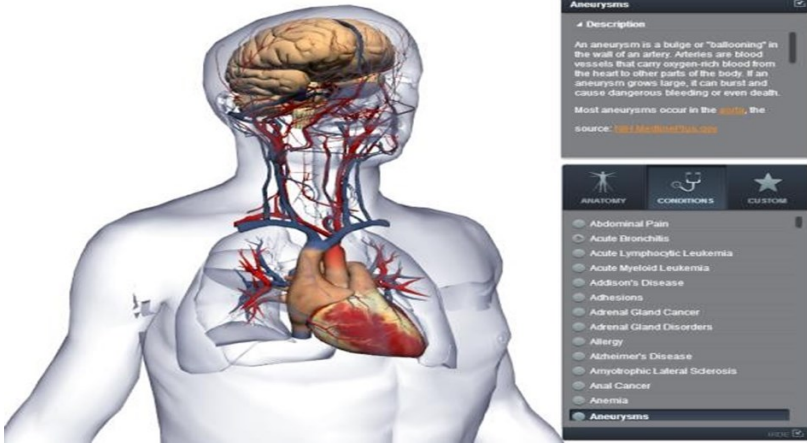 Aneurysms
Description
An aneurysm is a bulge or "ballooning" in
the wall of an artery. Arteries are blood
vessels that carry oxygen-rich blood from
the heart to other parts of the body. If an
aneurysm grows large, it can burst and
cause dangerous bleeding or even death.
Most aneurysms occur in the aorta, the
source: NIH MedlinePlus.gov
ANATOMY CONDITIONS CUSTOM
Abdominal Pain
Acute Bronchitis
Acute Lymphocytic Leukemia
Acute Myeloid Leukemia
Addison's Disease
Adhesions
Adrenal Gland Cancer
Adrenal Gland Disorders
Allergy
Alzheimer's Disease
Amyotrophic Lateral Sclerosis
Anal Cancer
Anemia
Aneurysms
HIDE